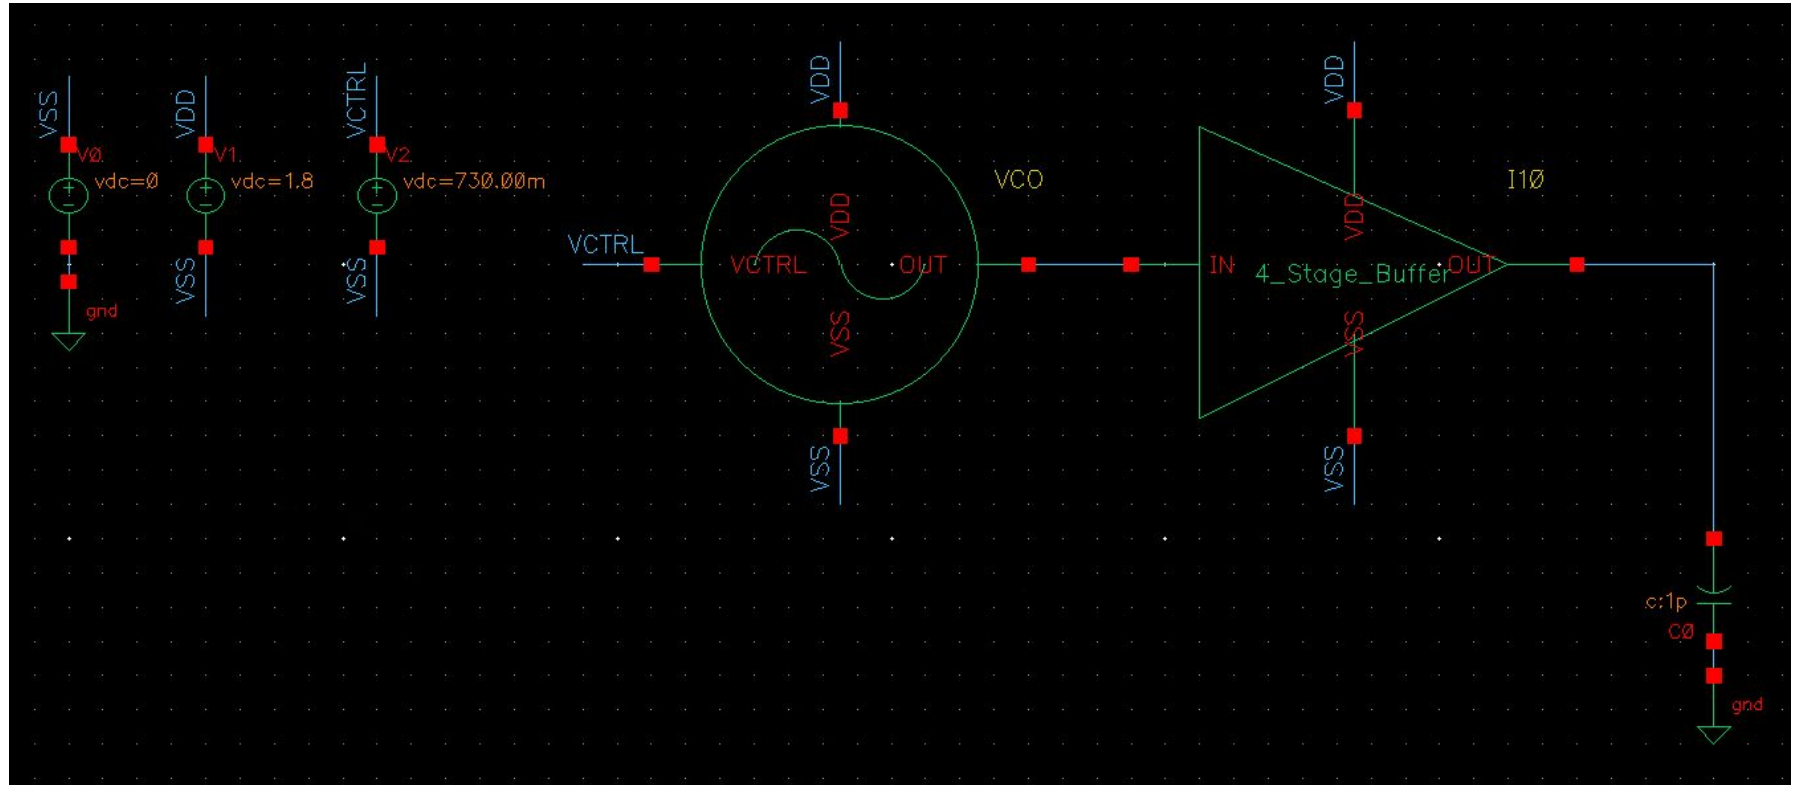 VSS
V0
vdc=0
gnd
VDD
V1
vdc=1.8
VSS
VCTRL
V2
vdc=730.00m
VSS
VCTRL
VDD
VDD
VCTRL
OUT
VSS
VSS
VCO
VDD
VDD
IN
4_Stage_Buffer
OUT
VSS
VSS
I10
c:1p
C0
gnd